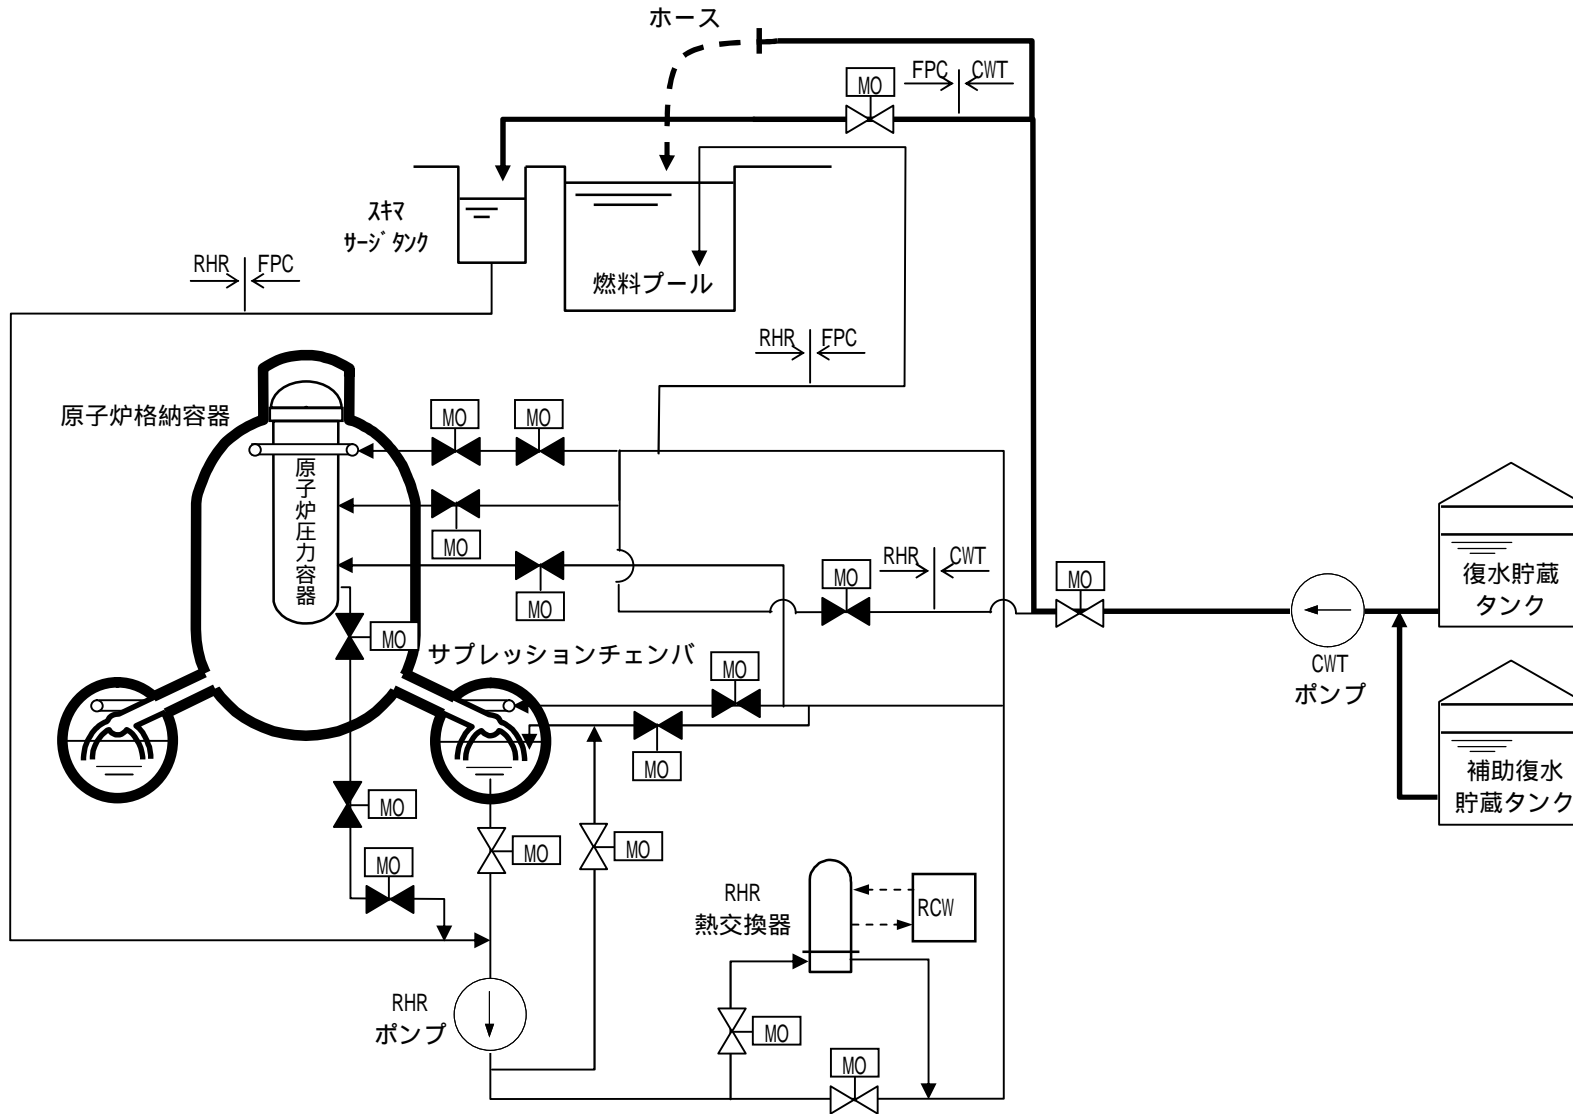 ホース
MO
FPC
CWT
スキマ
サージタンク
RHR
FPC
燃料プール
RHR
FPC
原子炉格納容器
MO
MO
原子炉圧力容器
MO
MO
RHR
CWT
MO
MO
復水貯蔵
タンク
MO
サプレッションチェンバ
MO
CWT
ポンプ
MO
補助復水
貯蔵タンク
MO
MO
MO
MO
RHR
熱交換器
RCW
RHR
ポンプ
MO
MO